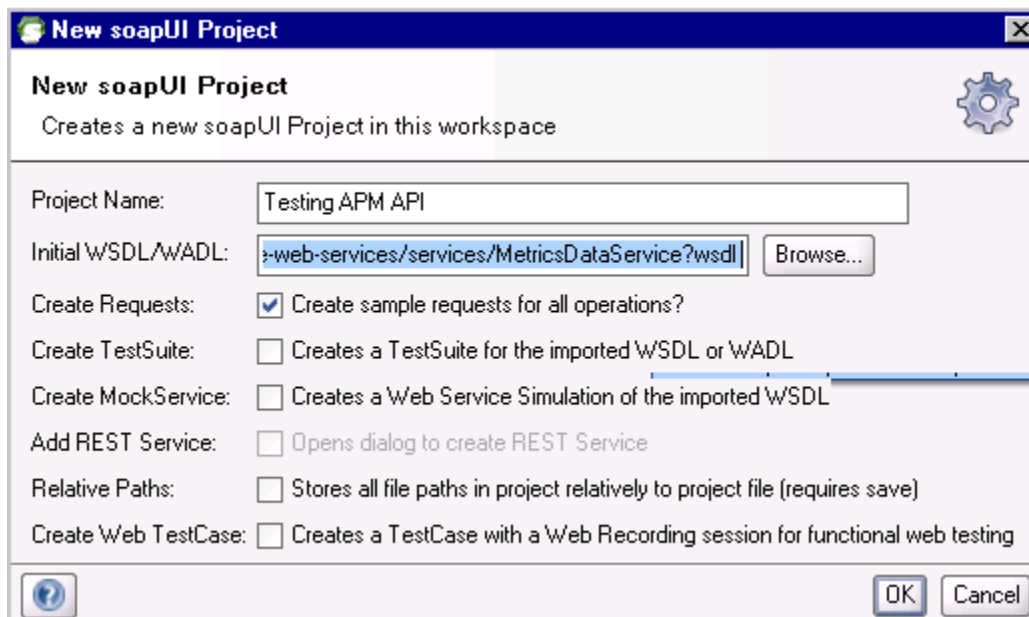 New soapUI Project
New soapUI Project
Creates a new soapUI Project in this workspace
Project Name: Testing APM API
Initial WSDL/WADL: e-web-services/services/MetricsDataService?wsdl Browse...
Create Requests: Create sample requests for all operations?
Create TestSuite: Creates a TestSuite for the imported WSDL or WADL
Create MockService: Creates a Web Service Simulation of the imported WSDL
Add REST Service: Opens dialog to create REST Service
Relative Paths: Stores all file paths in project relatively to project file (requires save)
Create Web TestCase: Creates a TestCase with a Web Recording session for functional web testing
OK Cancel